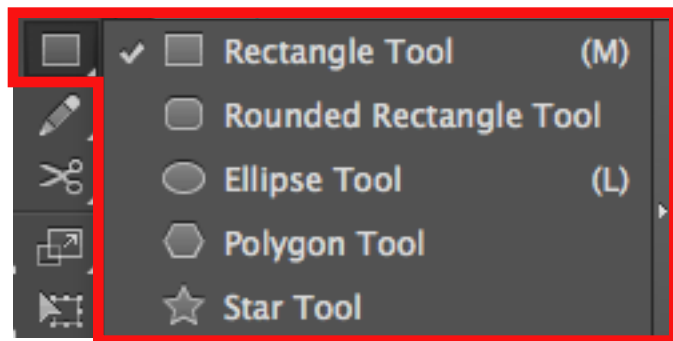 Rectangle Tool (M)
Rounded Rectangle Tool
Ellipse Tool (L)
Polygon Tool
Star Tool